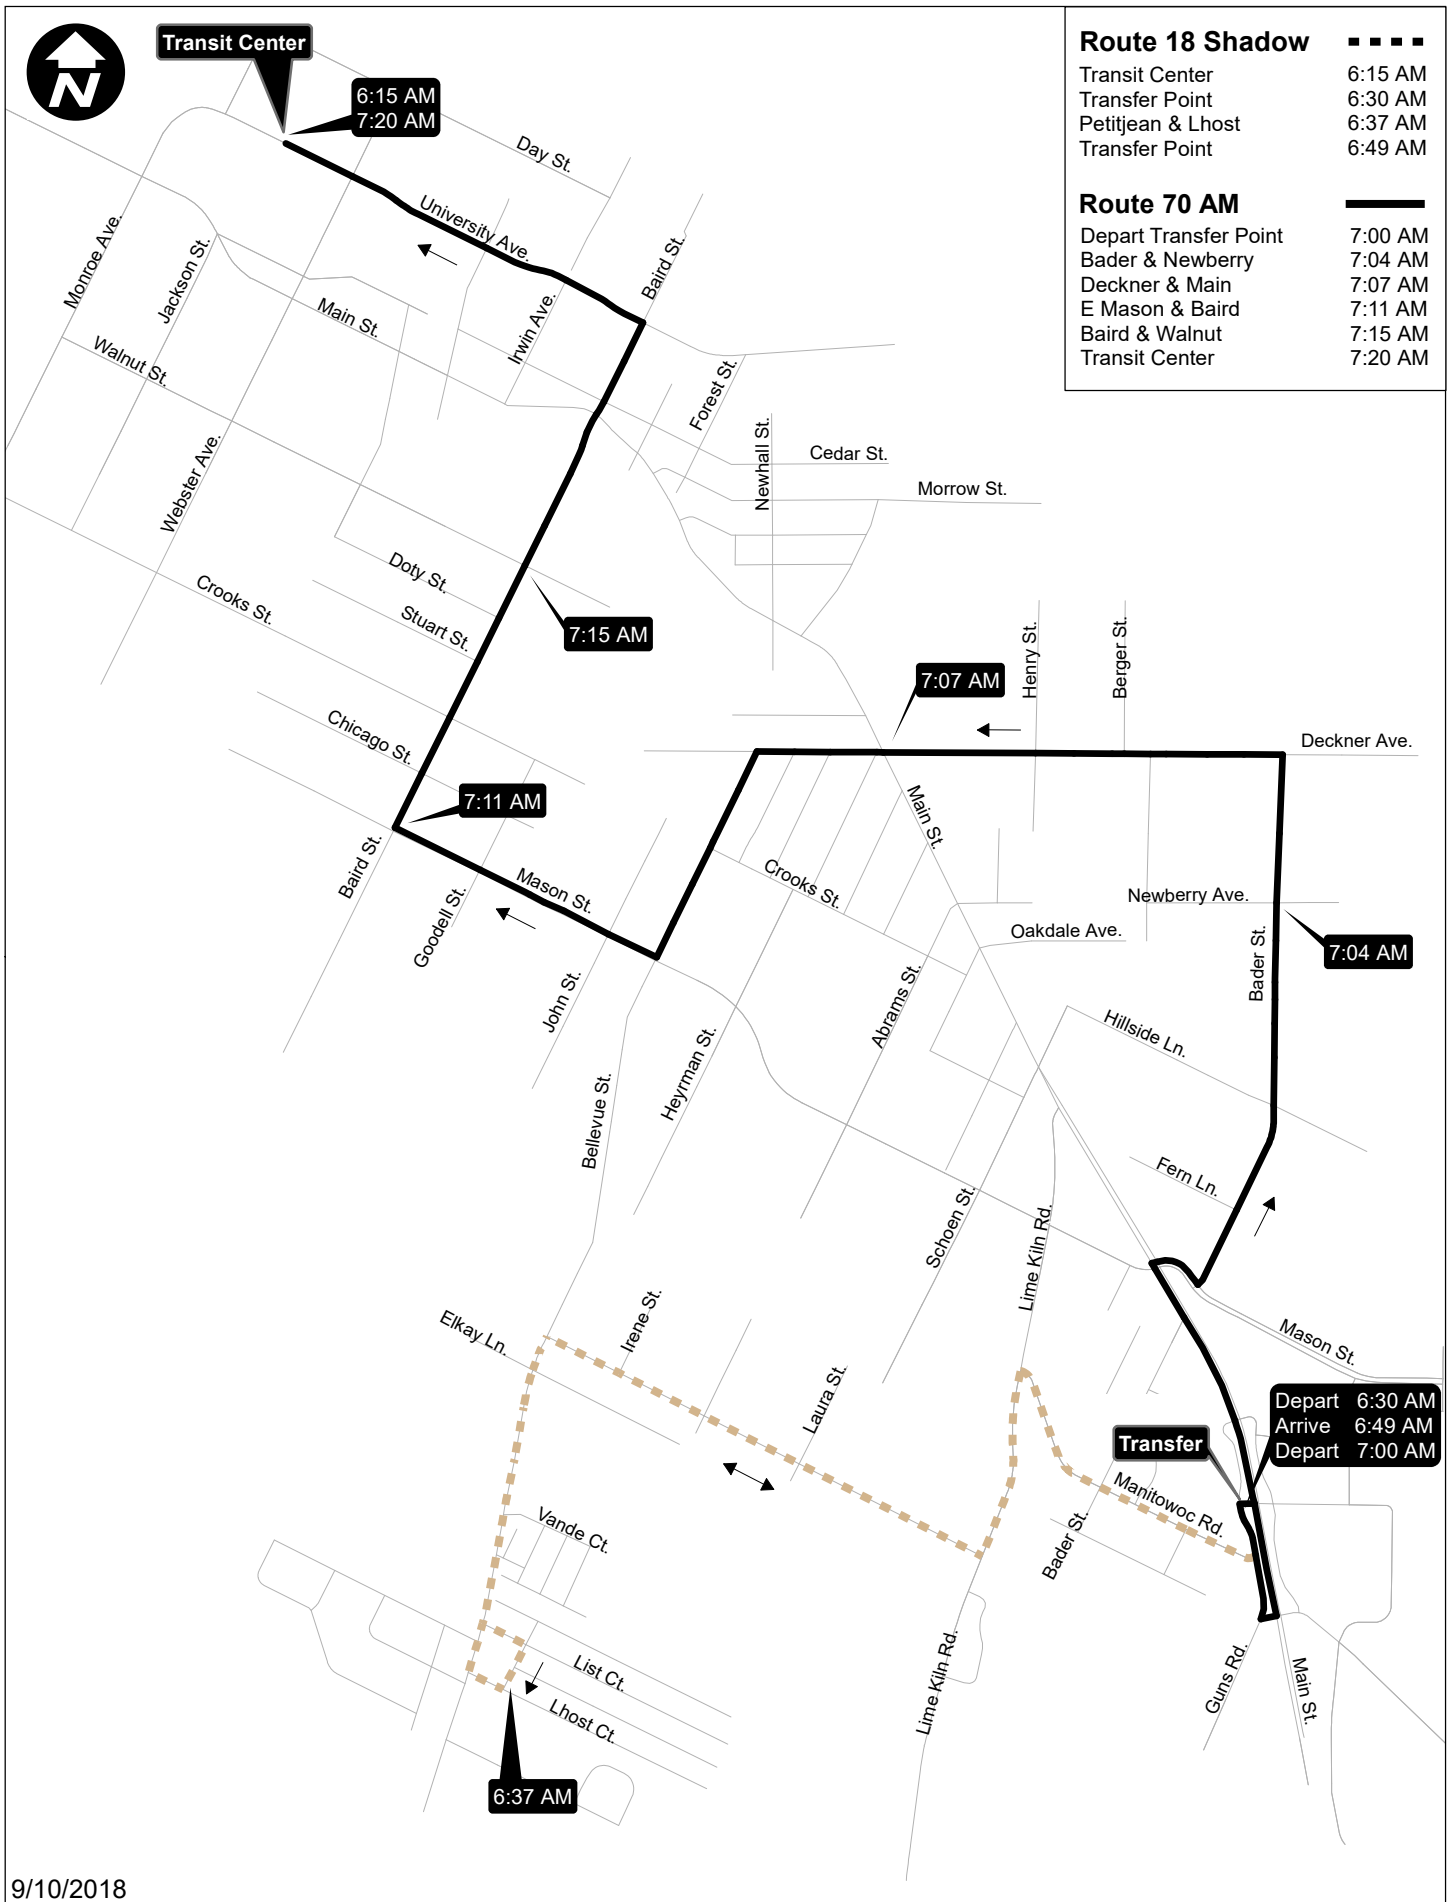 N
Transit Center
6:15 AM
7:20 AM
Route 18 Shadow
Transit Center 6:15 AM
Transfer Point 6:30 AM
Petitjean & Lhost 6:37 AM
Transfer Point 6:49 AM
Route 70 AM
Depart Transfer Point 7:00 AM
Bader & Newberry 7:04 AM
Deckner & Main 7:07 AM
E Mason & Baird 7:11 AM
Baird & Walnut 7:15 AM
Transit Center 7:20 AM
Day St.
University Ave.
Baird St.
Monroe Ave.
Jackson St.
Main St.
Irwin Ave.
Walnut St.
Forest St.
Webster Ave.
Newhall St.
Cedar St.
Morrow St.
Doty St.
Crooks St.
Stuart St.
7:15 AM
Henry St.
Berger St.
7:07 AM
Chicago St.
Deckner Ave.
7:11 AM
Main St.
Baird St.
Mason St.
Crooks St.
Newberry Ave.
Goodell St.
Oakdale Ave.
7:04 AM
Bader St.
John St.
Abrams St.
Hillside Ln.
Heyrman St.
Bellevue St.
Fern Ln.
Schoen St.
Lime Kiln Rd.
Irene St.
Elkay Ln.
Mason St.
Laura St.
Depart 6:30 AM
Arrive 6:49 AM
Depart 7:00 AM
Transfer
Manitowoc Rd.
Vande Ct.
Bader St.
List Ct.
Lhost Ct.
Lime Kiln Rd.
Guns Rd.
Main St.
6:37 AM
9/10/2018